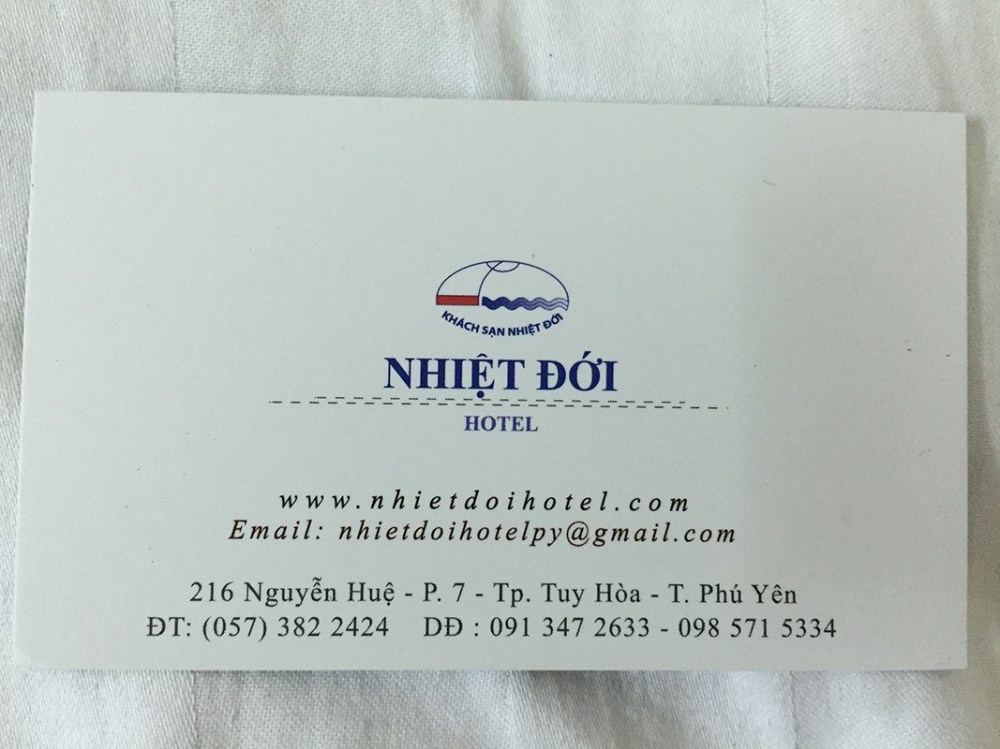 KHÁCH SẠN NHIỆT ĐỚI
NHIỆT ĐỚI
HOTEL
www.nhietdoihotel.com
Email: nhietdoihotelpy@gmail.com
216 Nguyễn Huệ - P. 7 - Tp. Tuy Hòa - T. Phú Yên
ĐT: (057) 382 2424 DĐ : 091 347 2633 - 098 571 5334